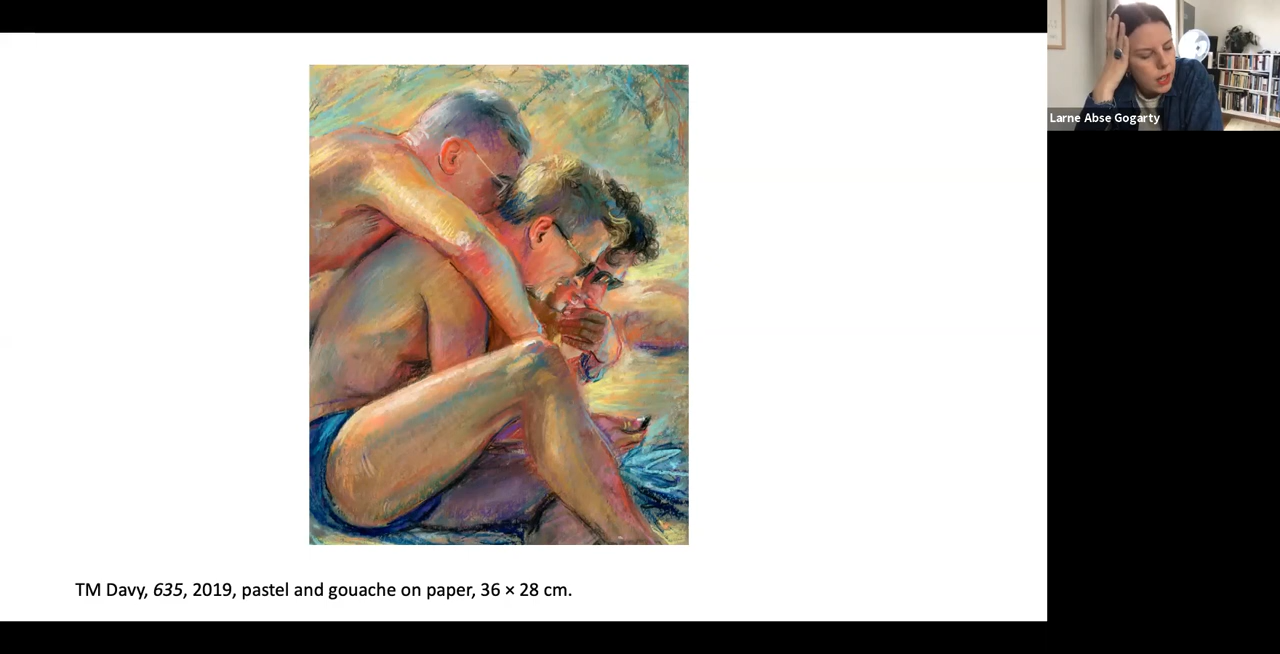 Larne Abse Gogarty
TM Davy, 635, 2019, pastel and gouache on paper, 36 × 28 cm.